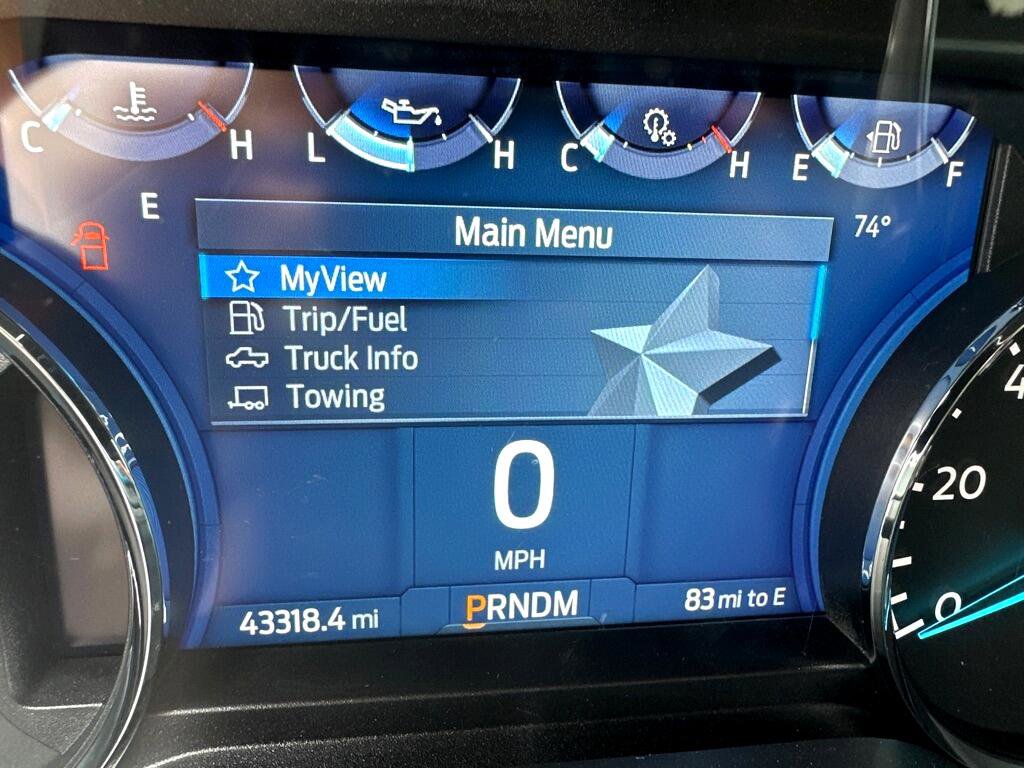 C H L H C H E F
E
74°
Main Menu
MyView
Trip/Fuel
Truck Info
Towing
0
MPH
43318.4 mi
PRNDM
83 mi to E
4
20
0